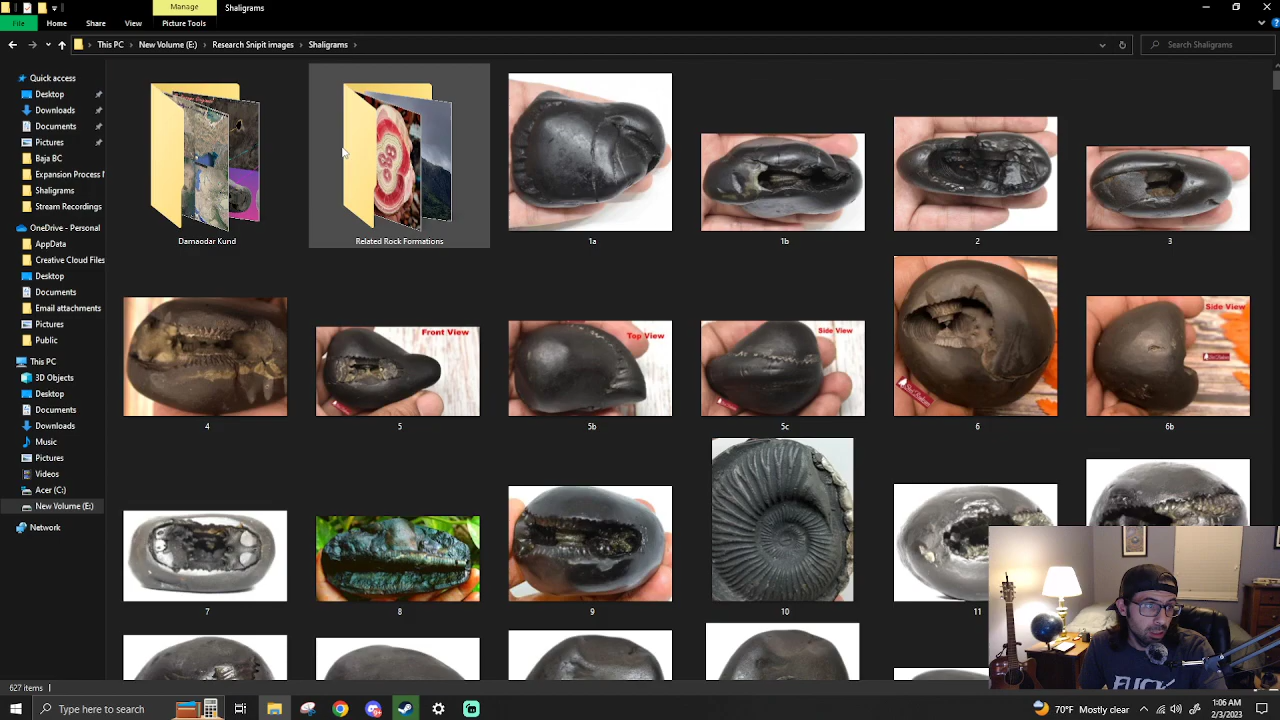 Manage
Shaligrams
File
Home
Share
View
Picture Tools
This PC
New Volume (E:)
Research Snipit images
Shaligrams
Search Shaligrams
Quick access
Desktop
Downloads
Documents
Pictures
Baja BC
Expansion Process
Shaligrams
Stream Recordings
OneDrive - Personal
AppData
Creative Cloud Files
Desktop
Documents
Email attachments
Pictures
Public
This PC
3D Objects
Desktop
Documents
Downloads
Music
Pictures
Videos
Acer (C:)
New Volume (E:)
Network
Damaodar Kund
Related Rock Formations
1a
1b
2
3
Front View
Top View
Side View
Side View
4
5
5b
5c
6
6b
7
8
9
10
11
627 items
Type here to search
70°F Mostly clear
1:06 AM
2/3/2023